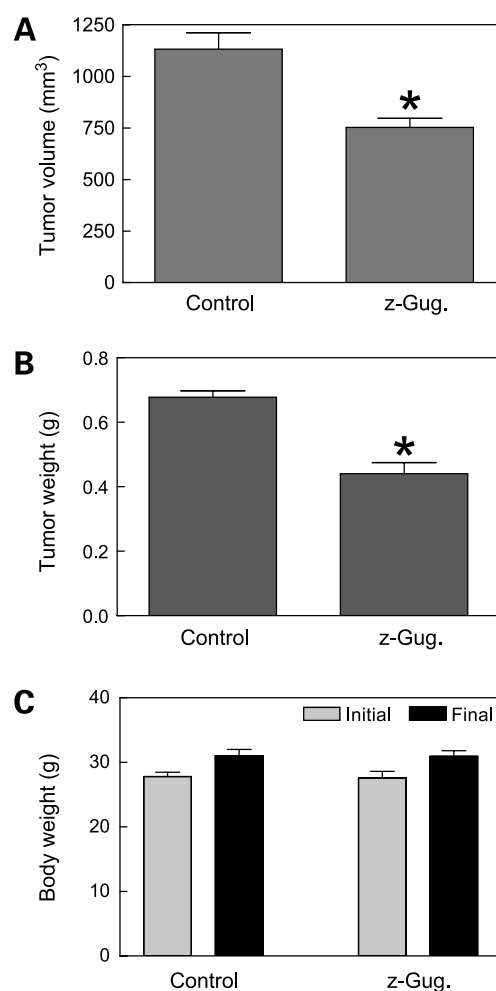 A
Tumor volume (mm³)
1250
1000
750
500
250
0
*
Control z-Gug.
B
Tumor weight (g)
0.8
0.6
0.4
0.2
0.0
*
Control z-Gug.
C
Body weight (g)
40
30
20
10
0
Initial Final
Control z-Gug.